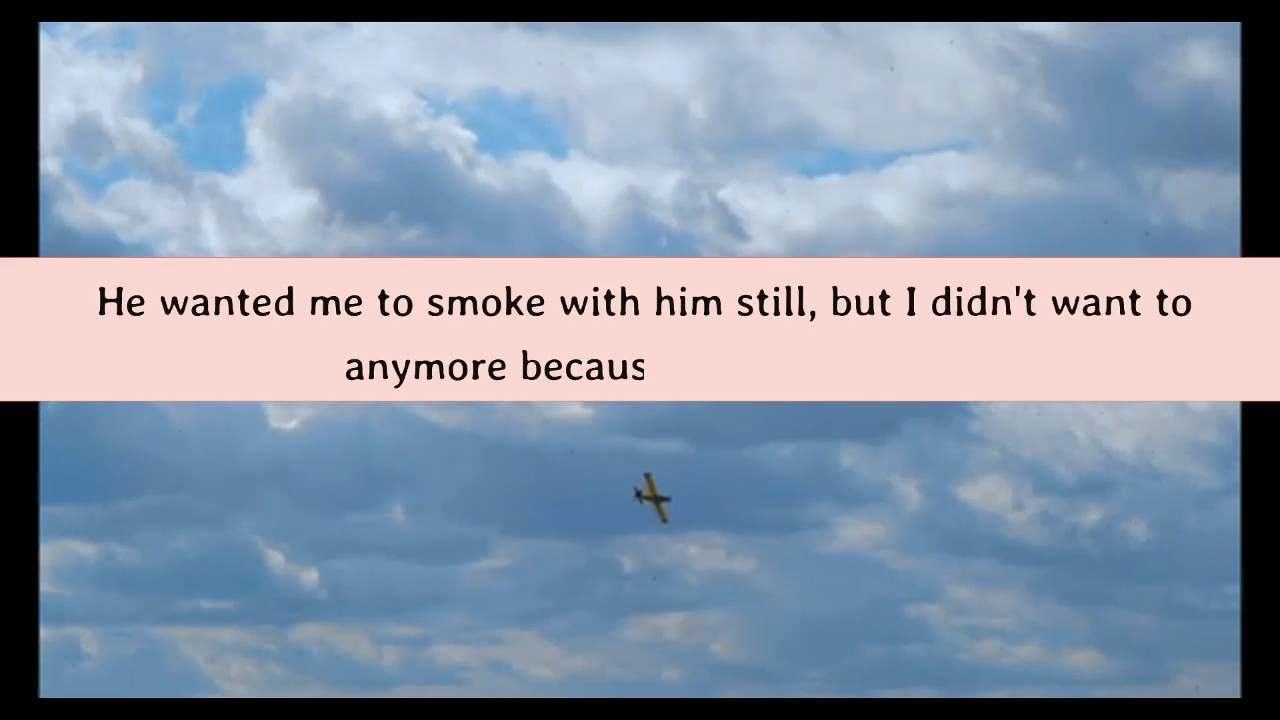 He wanted me to smoke with him still, but I didn't want to
anymore becaus